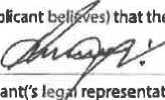 plicant believes) that the
ant('s legal representat